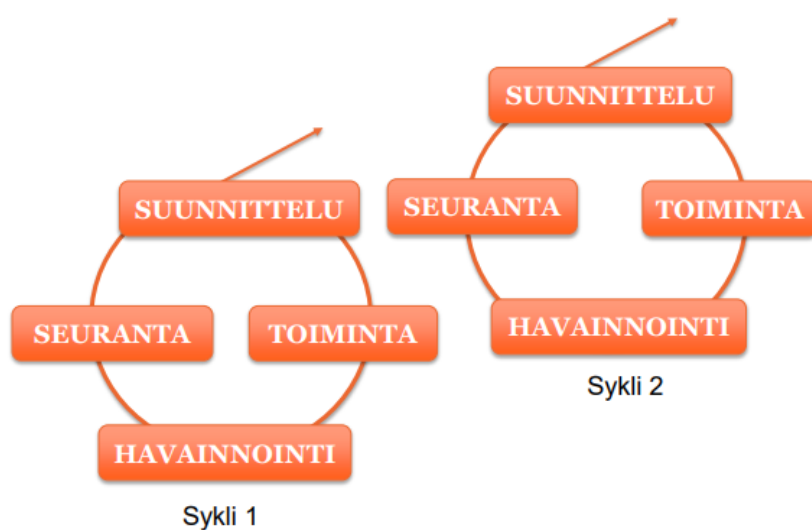 SUUNNITTELU
SEURANTA
TOIMINTA
HAVAINNOINTI
Sykli 1
SUUNNITTELU
SEURANTA
TOIMINTA
HAVAINNOINTI
Sykli 2